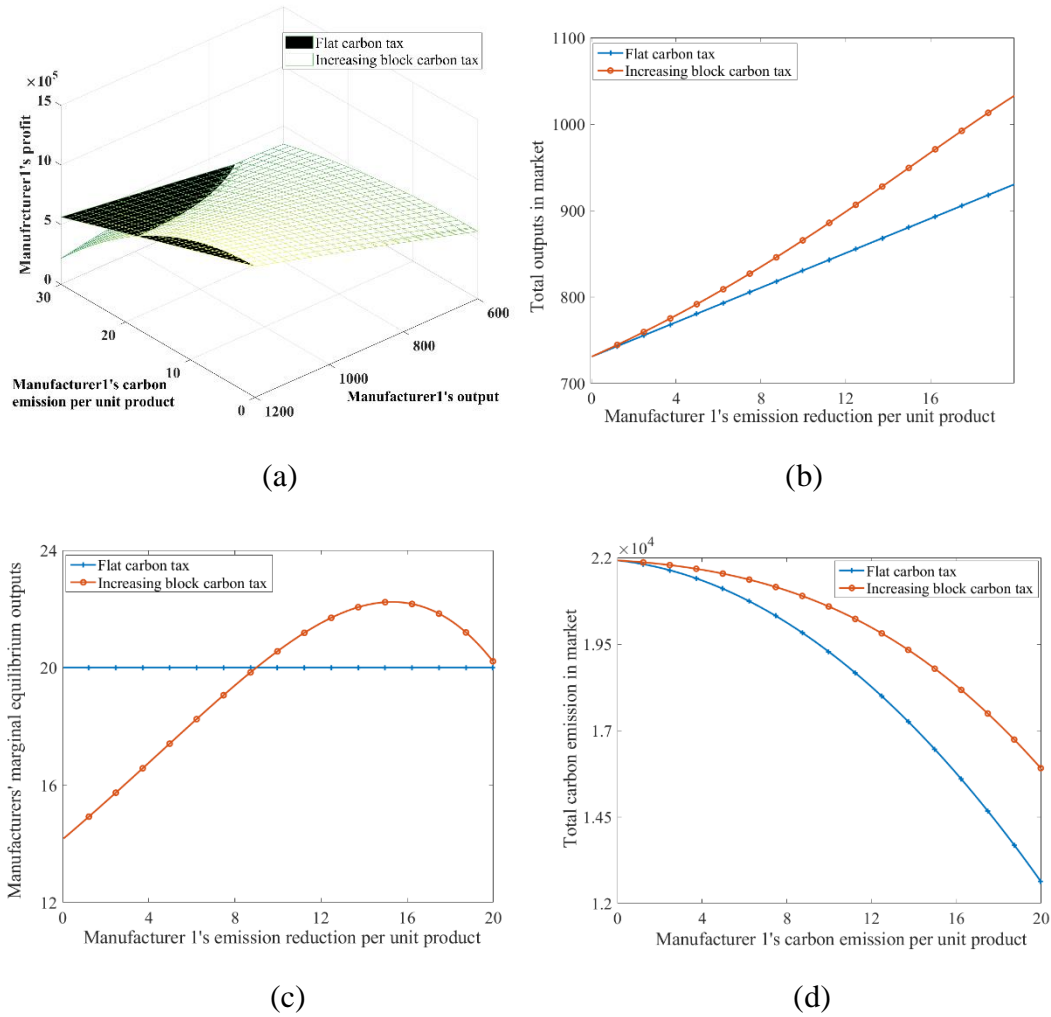 Flat carbon tax
Increasing block carbon tax
×10⁵
15
10
5
0
Manufrcturer1's profit
30
20
10
0
Manufacturer1's carbon
emission per unit product
1200
1000
800
600
Manufacturer1's output
(a)
Flat carbon tax
Increasing block carbon tax
1100
1000
900
800
700
Total outputs in market
0 4 8 12 16
Manufacturer 1's emission reduction per unit product
(b)
Flat carbon tax
Increasing block carbon tax
24
20
16
12
Manufacturers' marginal equilibrium outputs
0 4 8 12 16 20
Manufacturer 1's emission reduction per unit product
(c)
×10⁴
Flat carbon tax
Increasing block carbon tax
2.2
1.95
1.7
1.45
1.2
Total carbon emission in market
0 4 8 12 16 20
Manufacturer 1's carbon emission per unit product
(d)